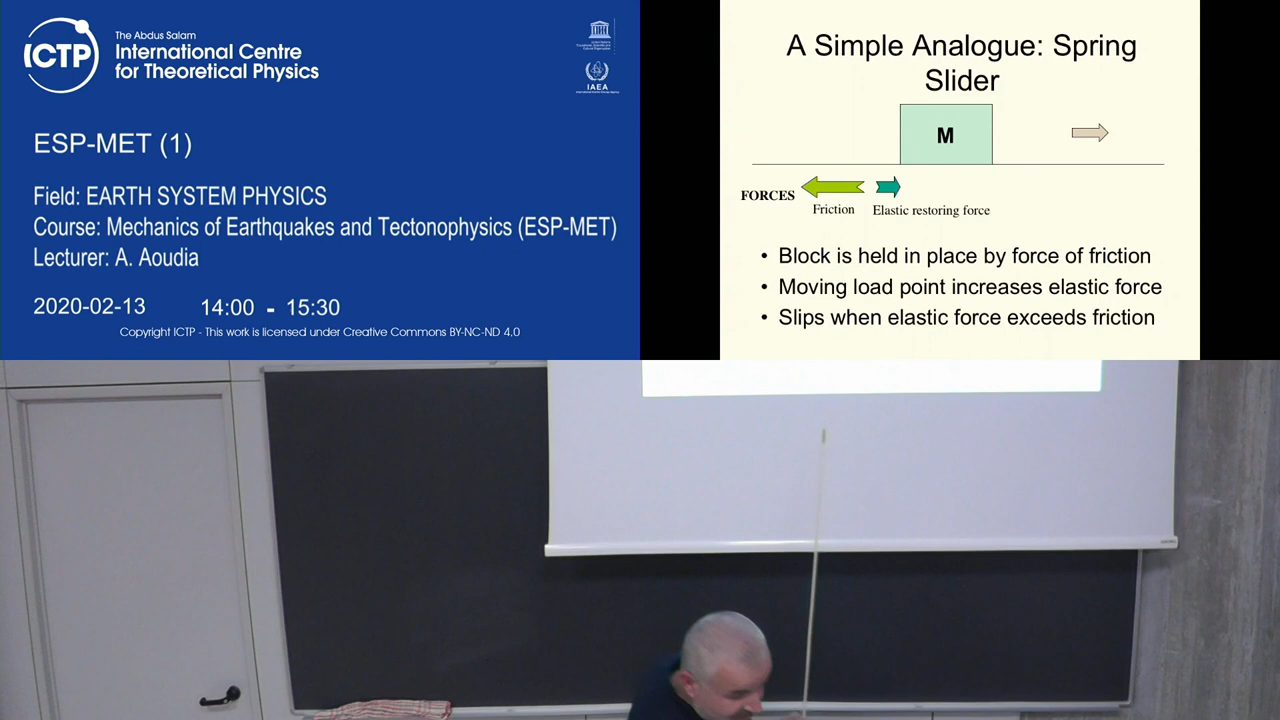 ICTP
The Abdus Salam
International Centre
for Theoretical Physics
IAEA
ESP-MET (1)
Field: EARTH SYSTEM PHYSICS
Course: Mechanics of Earthquakes and Tectonophysics (ESP-MET)
Lecturer: A. Aoudia
2020-02-13 14:00 - 15:30
Copyright ICTP - This work is licensed under Creative Commons BY-NC-ND 4.0
A Simple Analogue: Spring
Slider
M
FORCES
Friction Elastic restoring force
• Block is held in place by force of friction
• Moving load point increases elastic force
• Slips when elastic force exceeds friction